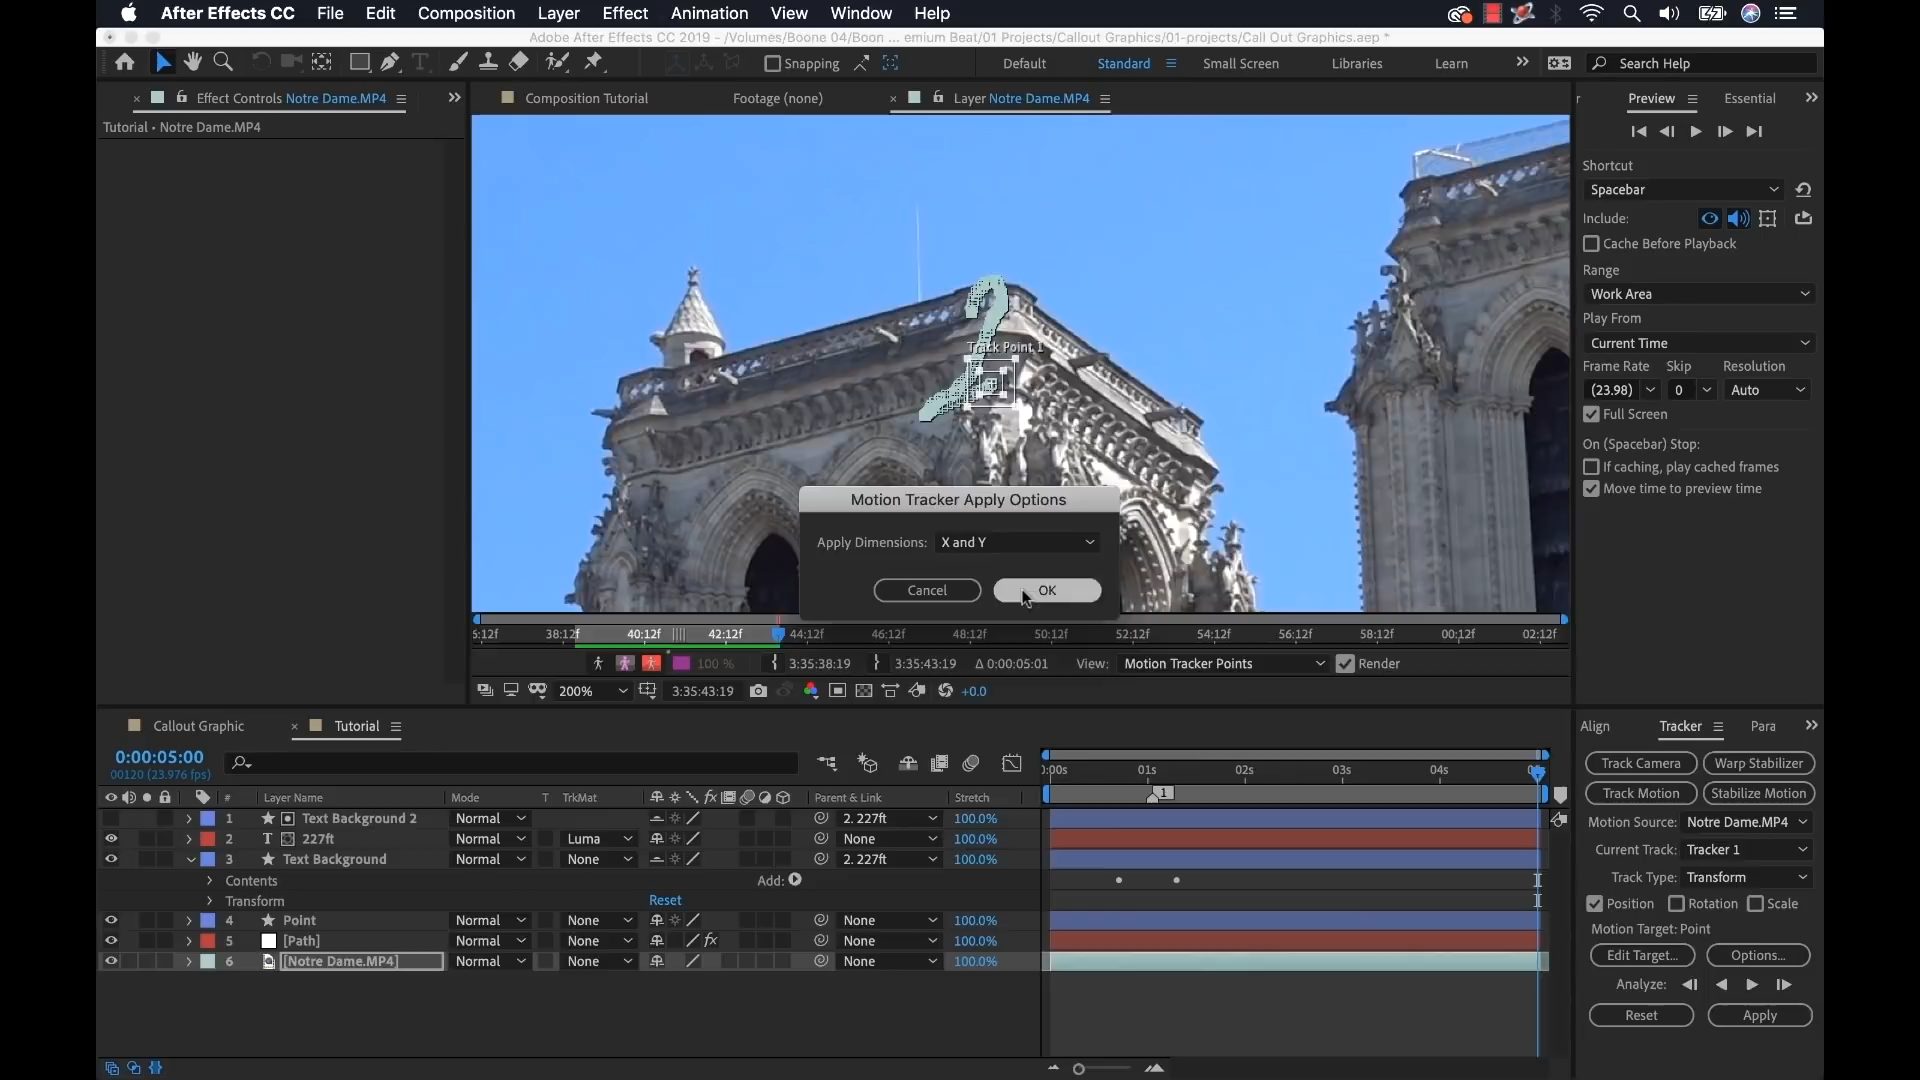 After Effects CC File Edit Composition Layer Effect Animation View Window Help
Adobe After Effects CC 2019 - /Volumes/Boone 04/Boon ... emium Beat/01 Projects/Callout Graphics/01-projects/Call Out Graphics.aep *
Snapping Default Standard Small Screen Libraries Learn Search Help
Effect Controls Notre Dame.MP4
Composition Tutorial Footage (none) Layer Notre Dame.MP4
Preview Essential
Tutorial • Notre Dame.MP4
Shortcut
Spacebar
Include:
Cache Before Playback
Range
Work Area
Play From
Current Time
Frame Rate Skip Resolution
(23.98) 0 Auto
Full Screen
On (Spacebar) Stop:
If caching, play cached frames
Move time to preview time
Track Point 1
Motion Tracker Apply Options
Apply Dimensions: X and Y
Cancel OK
5:12f 38:12f 40:12f 42:12f 44:12f 46:12f 48:12f 50:12f 52:12f 54:12f 56:12f 58:12f 00:12f 02:12f
100 % 3:35:38:19 3:35:43:19 Δ 0:00:05:01 View: Motion Tracker Points Render
200% 3:35:43:19 +0.0
Callout Graphic Tutorial
0:00:05:00
00120 (23.976 fps)
:00s 01s 02s 03s 04s
1
# Layer Name Mode T TrkMat Parent & Link Stretch
1 Text Background 2 Normal 2. 227ft 100.0%
2 T 227ft Normal Luma None 100.0%
3 Text Background Normal None 2. 227ft 100.0%
Contents Add:
Transform Reset
4 Point Normal None None 100.0%
5 [Path] Normal None None 100.0%
6 [Notre Dame.MP4] Normal None None 100.0%
Align Tracker Para
Track Camera Warp Stabilizer
Track Motion Stabilize Motion
Motion Source: Notre Dame.MP4
Current Track: Tracker 1
Track Type: Transform
Position Rotation Scale
Motion Target: Point
Edit Target... Options...
Analyze:
Reset Apply